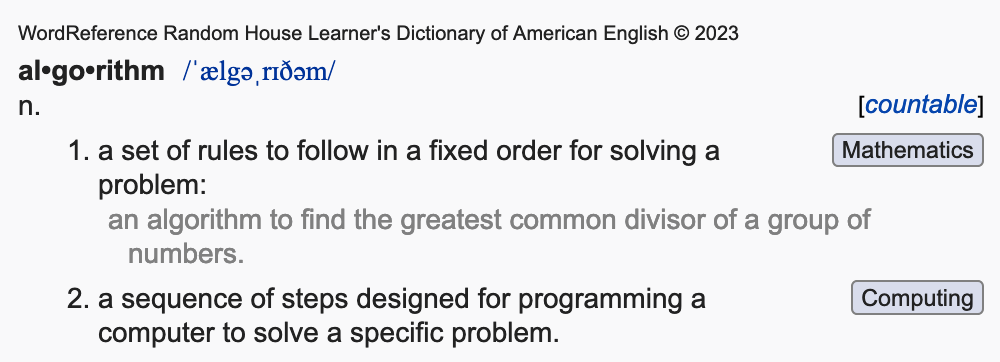 WordReference Random House Learner's Dictionary of American English © 2023
al•go•rithm /ˈælgəˌrɪðəm/
n. [countable]
1. a set of rules to follow in a fixed order for solving a Mathematics
problem:
an algorithm to find the greatest common divisor of a group of
numbers.
2. a sequence of steps designed for programming a Computing
computer to solve a specific problem.